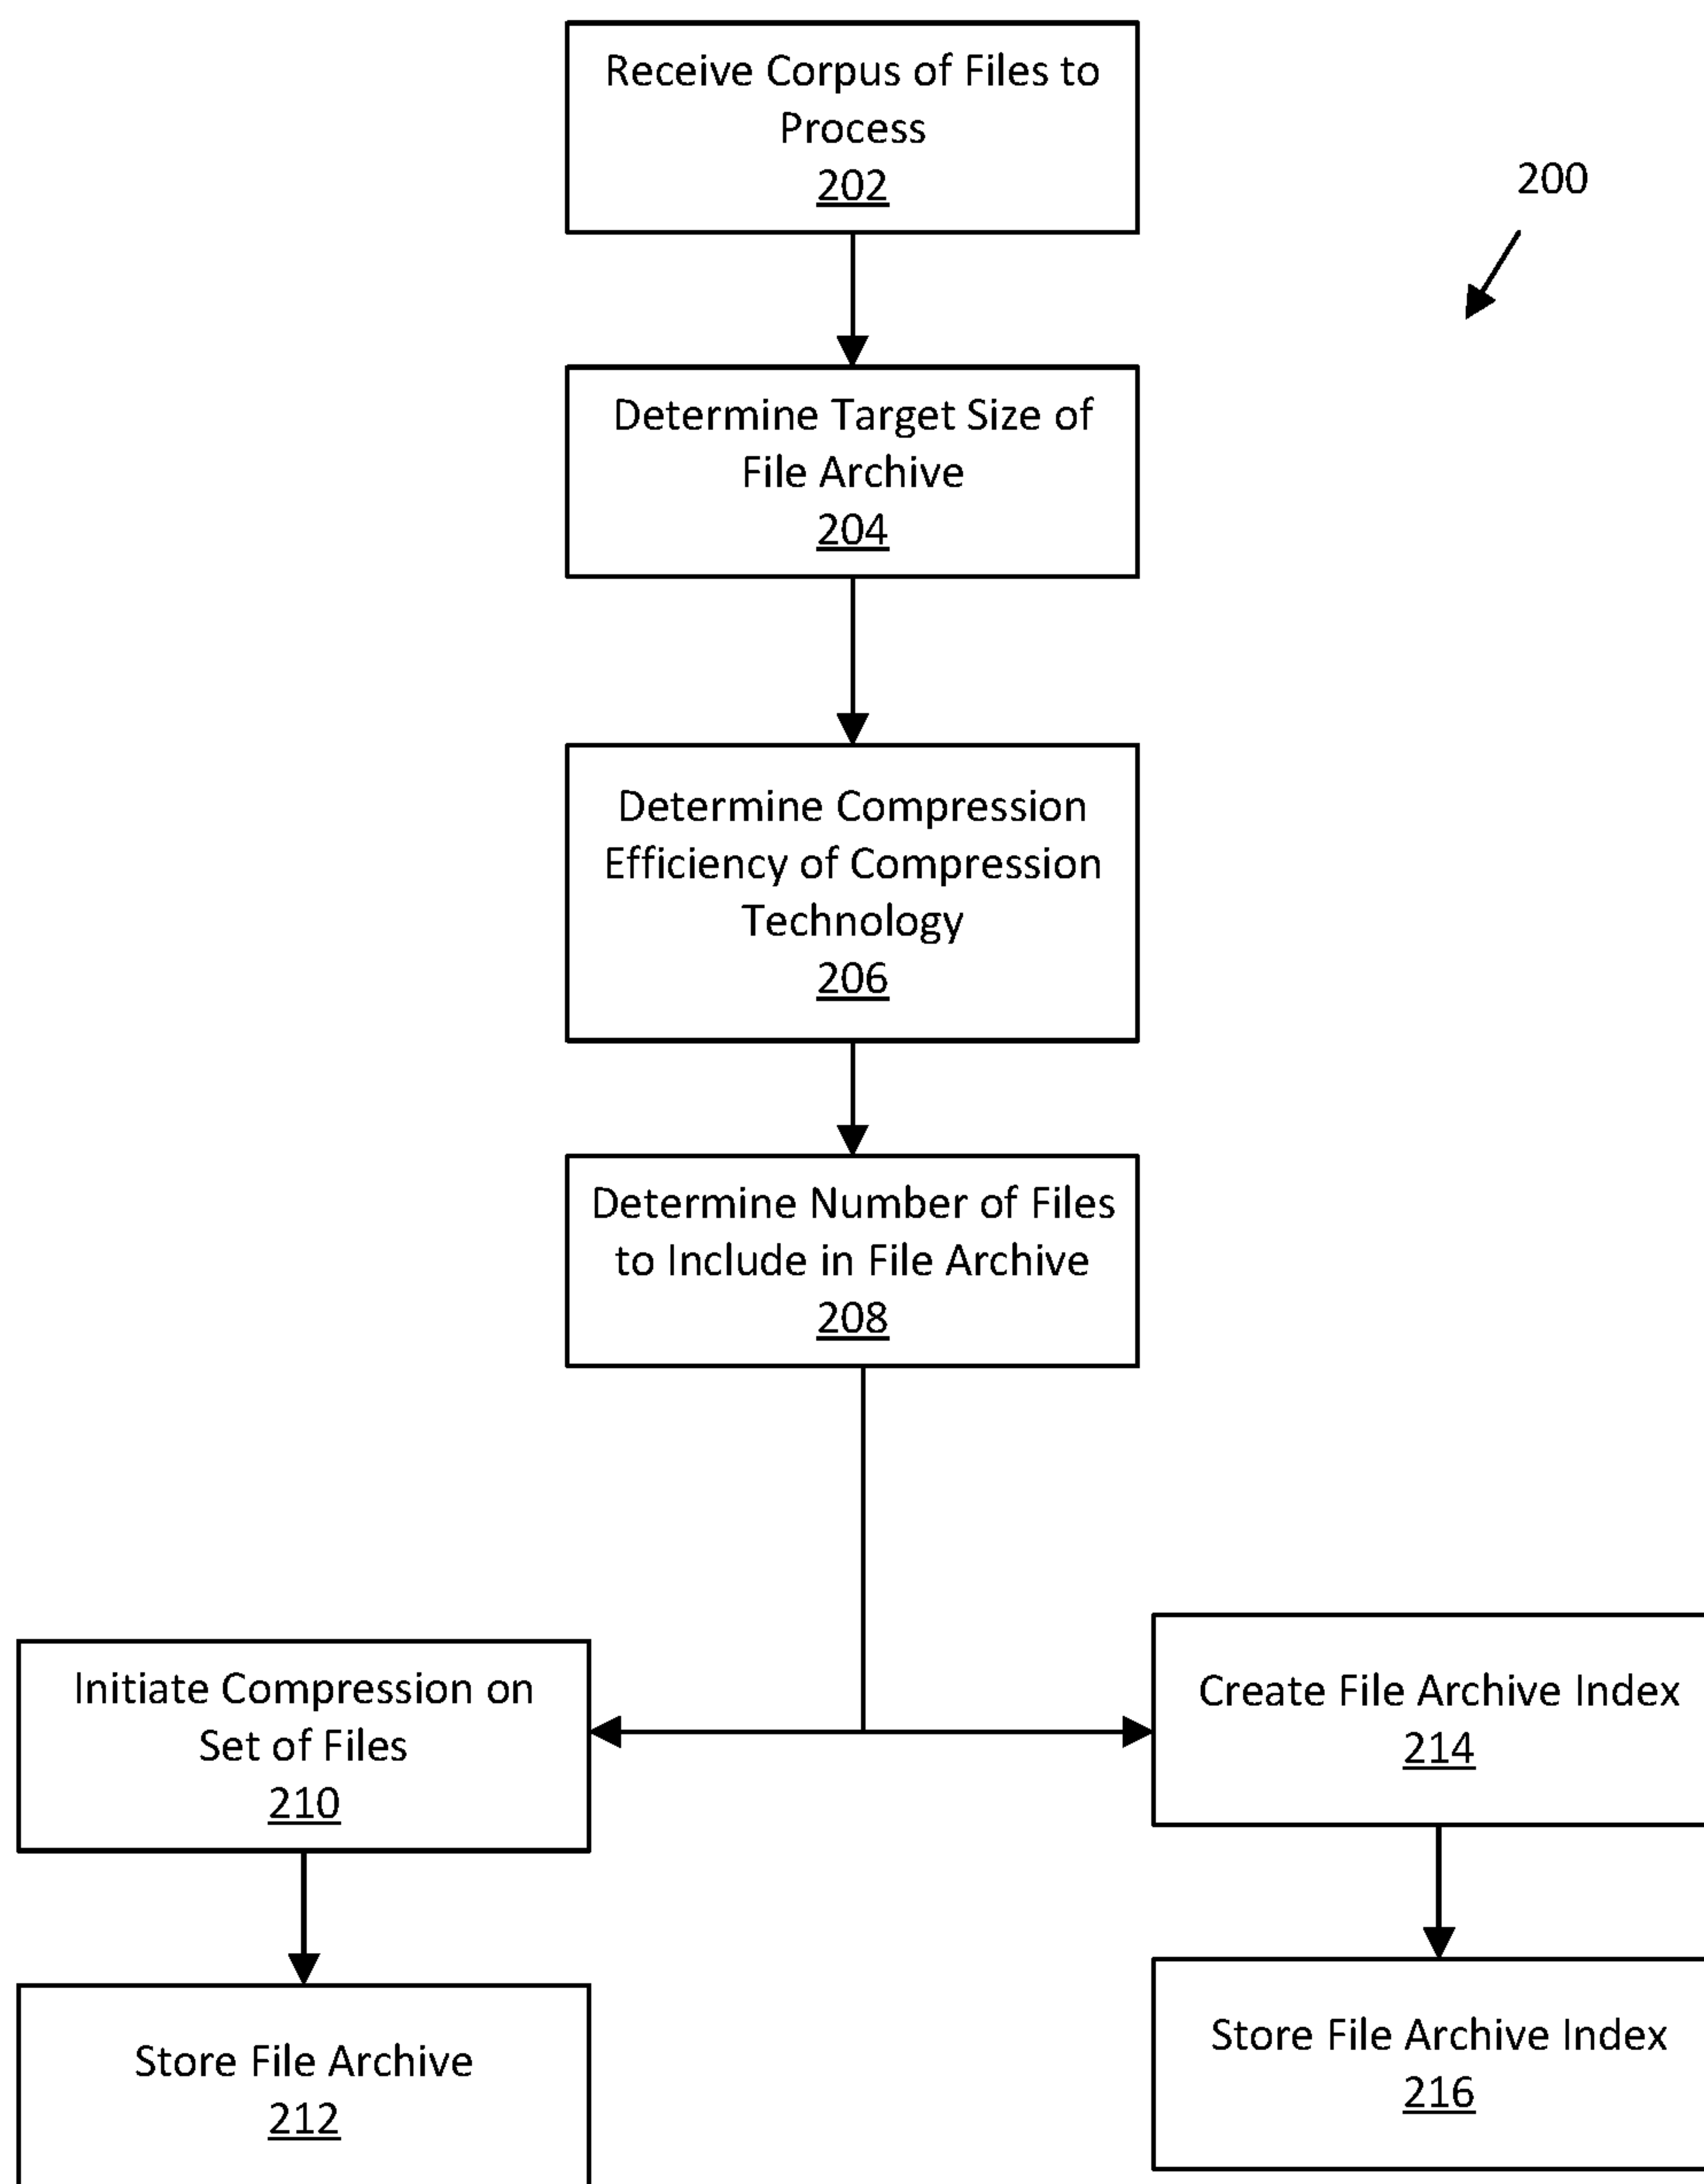 Receive Corpus of Files to
Process
202
200
Determine Target Size of
File Archive
204
Determine Compression
Efficiency of Compression
Technology
206
Determine Number of Files
to Include in File Archive
208
Initiate Compression on
Set of Files
210
Create File Archive Index
214
Store File Archive
212
Store File Archive Index
216